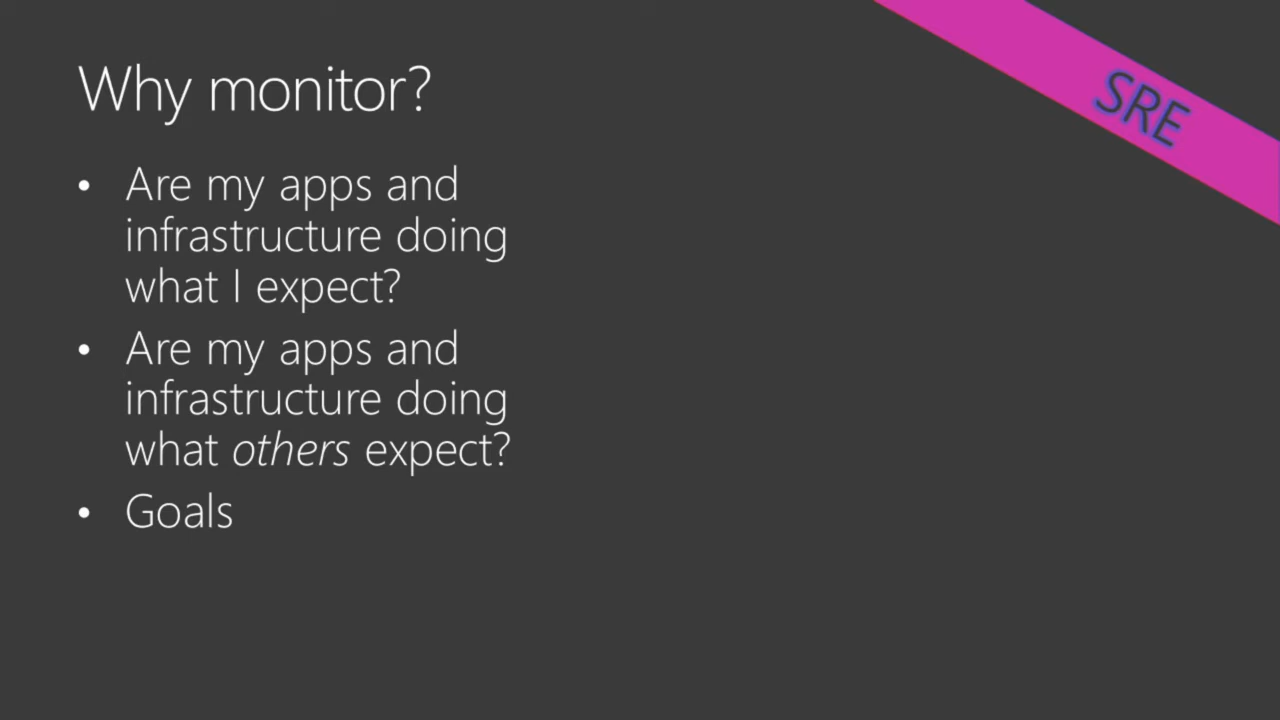 Why monitor?
SRE
• Are my apps and
infrastructure doing
what I expect?
• Are my apps and
infrastructure doing
what others expect?
• Goals